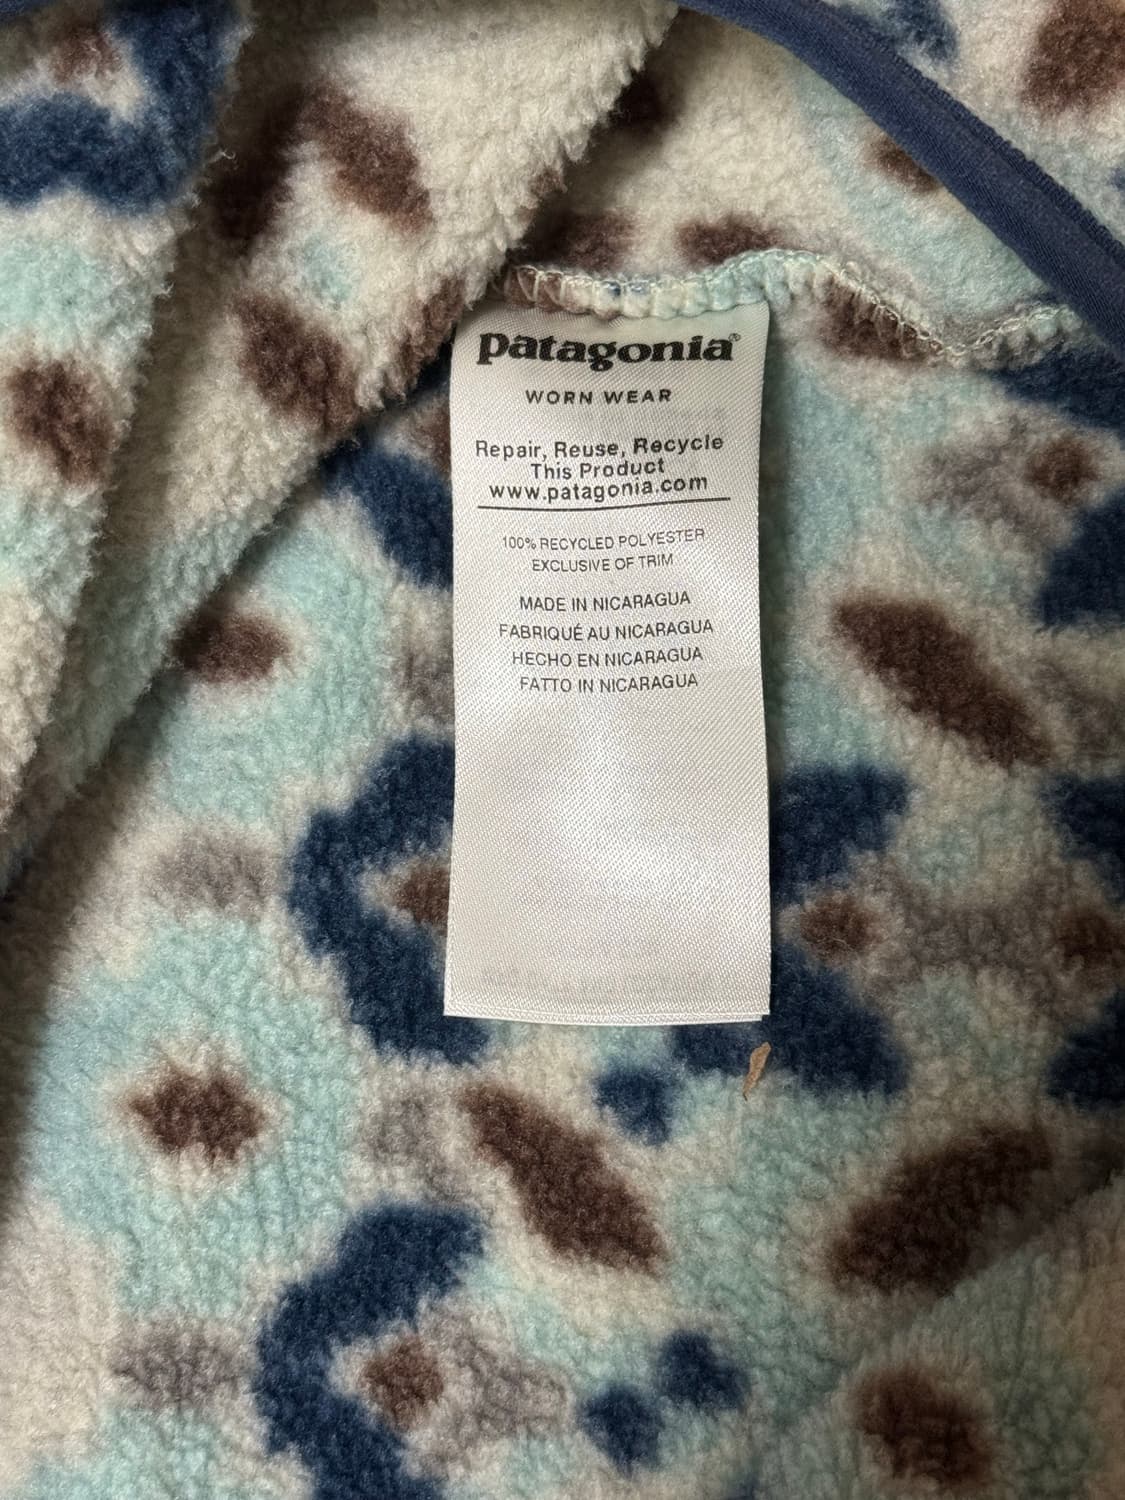 patagonia®
WORN WEAR
Repair, Reuse, Recycle
This Product
www.patagonia.com
100% RECYCLED POLYESTER
EXCLUSIVE OF TRIM
MADE IN NICARAGUA
FABRIQUÉ AU NICARAGUA
HECHO EN NICARAGUA
FATTO IN NICARAGUA